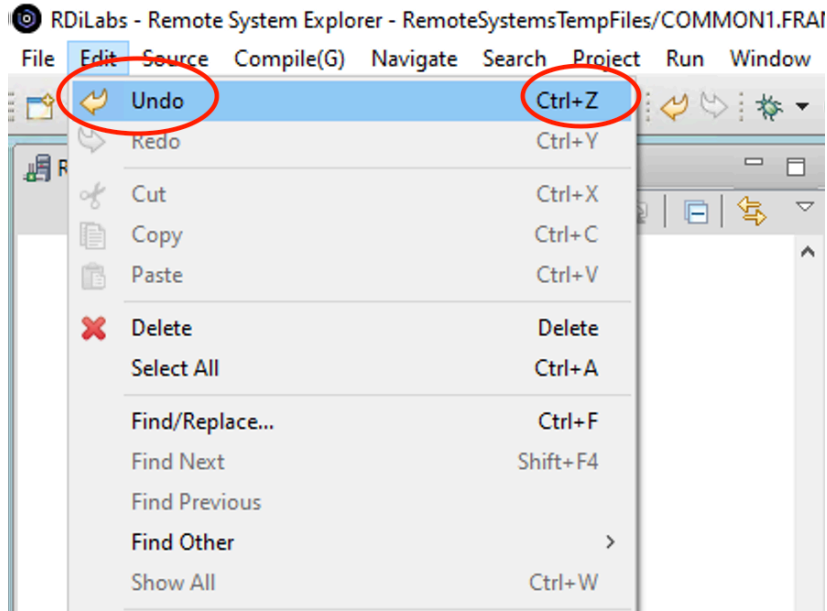 RDiLabs - Remote System Explorer - RemoteSystemsTempFiles/COMMON1.FRAN
File Edit Source Compile(G) Navigate Search Project Run Window
Undo Ctrl+Z
Redo Ctrl+Y
R
Cut Ctrl+X
Copy Ctrl+C
Paste Ctrl+V
Delete Delete
Select All Ctrl+A
Find/Replace... Ctrl+F
Find Next Shift+F4
Find Previous
Find Other
Show All Ctrl+W